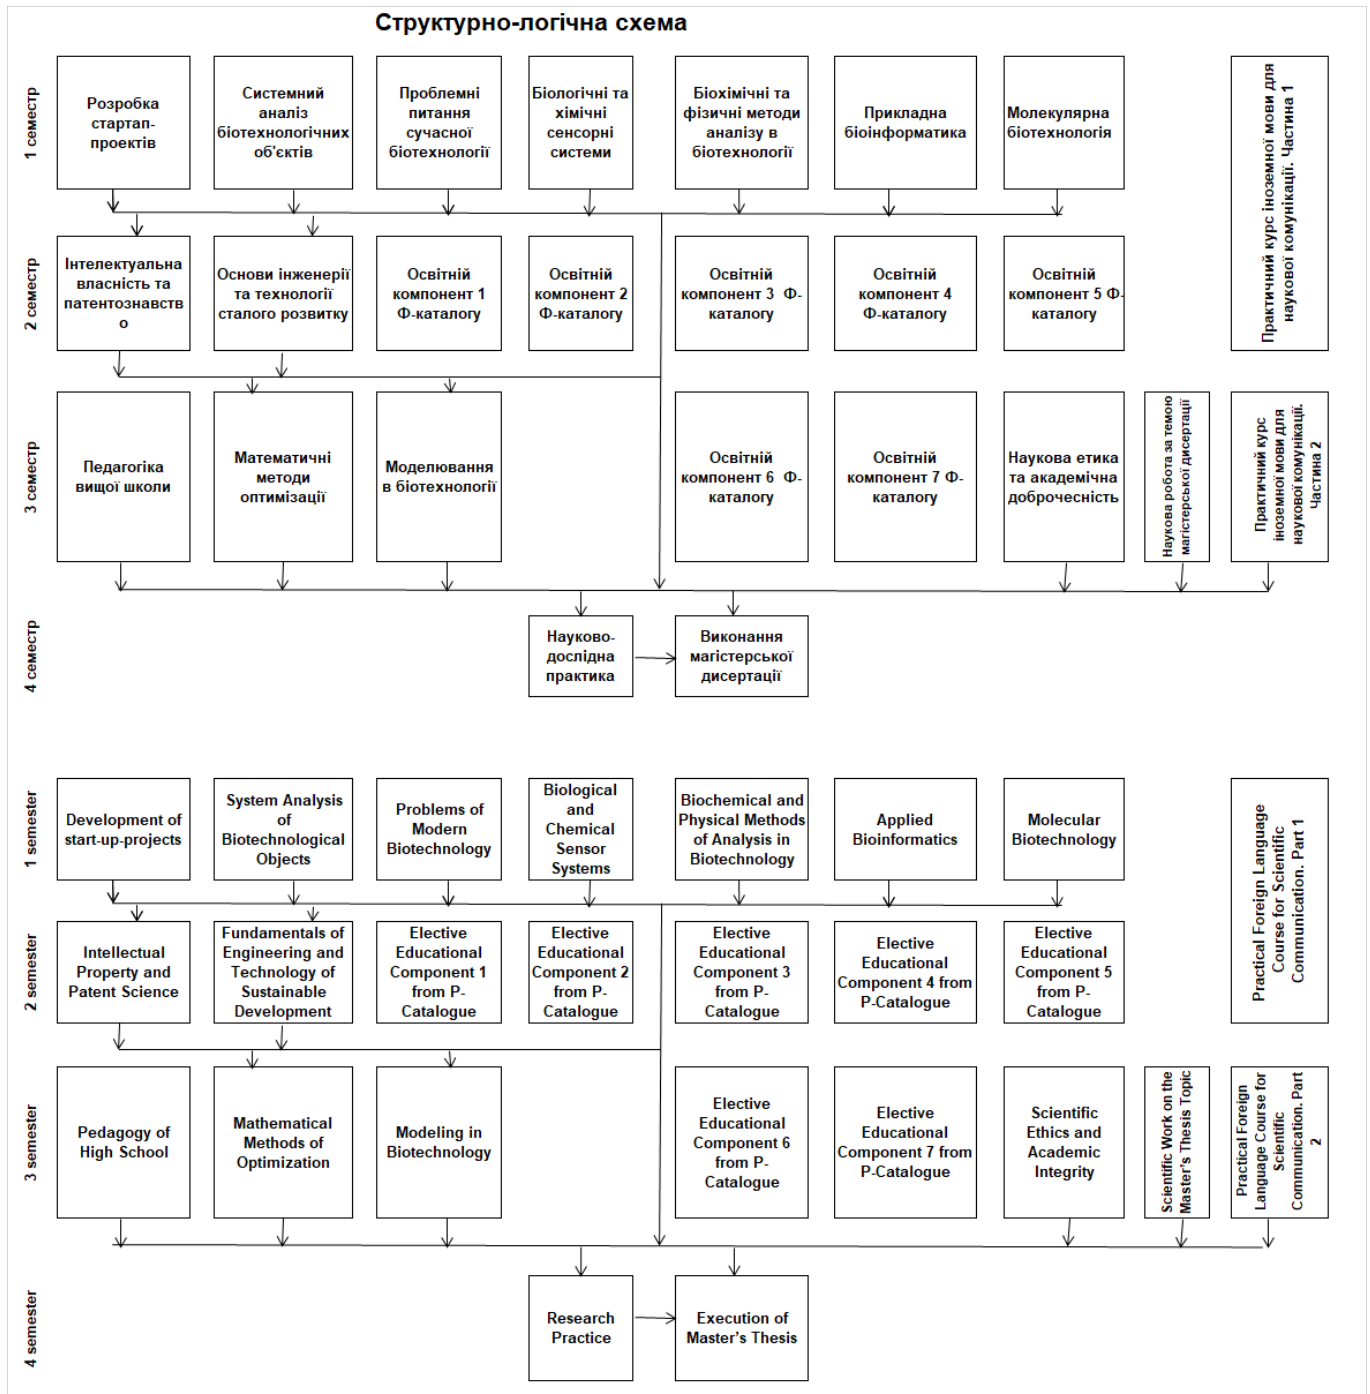 Структурно-логічна схема
1 семестр
Розробка
стартап-
проектів
Системний
аналіз
біотехнологічних
об'єктів
Проблемні
питання
сучасної
біотехнології
Біологічні та
хімічні
сенсорні
системи
Біохімічні та
фізичні методи
аналізу в
біотехнології
Прикладна
біоінформатика
Молекулярна
біотехнологія
Практичний курс іноземної мови для
наукової комунікації. Частина 1
2 семестр
Інтелектуальна
власність та
патентознавств
о
Основи інженерії
та технології
сталого розвитку
Освітній
компонент 1
Ф-каталогу
Освітній
компонент 2
Ф-каталогу
Освітній
компонент 3 Ф-
каталогу
Освітній
компонент 4
Ф-каталогу
Освітній
компонент 5 Ф-
каталогу
3 семестр
Педагогіка
вищої школи
Математичні
методи
оптимізації
Моделювання
в біотехнології
Освітній
компонент 6 Ф-
каталогу
Освітній
компонент 7 Ф-
каталогу
Наукова етика
та академічна
доброчесність
Наукова робота за темою
магістерської дисертації
Практичний курс
іноземної мови для
наукової комунікації.
Частина 2
4 семестр
Науково-
дослідна
практика
Виконання
магістерської
дисертації
1 semester
Development of
start-up-projects
System Analysis
of
Biotechnological
Objects
Problems of
Modern
Biotechnology
Biological
and
Chemical
Sensor
Systems
Biochemical and
Physical Methods
of Analysis in
Biotechnology
Applied
Bioinformatics
Molecular
Biotechnology
Practical Foreign Language
Course for Scientific
Communication. Part 1
2 semester
Intellectual
Property and
Patent Science
Fundamentals of
Engineering and
Technology of
Sustainable
Development
Elective
Educational
Component 1
from P-
Catalogue
Elective
Educational
Component 2
from P-
Catalogue
Elective
Educational
Component 3
from P-
Catalogue
Elective
Educational
Component 4
from P-Catalogue
Elective
Educational
Component 5
from P-
Catalogue
3 semester
Pedagogy of
High School
Mathematical
Methods of
Optimization
Modeling in
Biotechnology
Elective
Educational
Component 6
from P-
Catalogue
Elective
Educational
Component 7
from P-Catalogue
Scientific
Ethics and
Academic
Integrity
Scientific Work on the
Master's Thesis Topic
Practical Foreign
Language Course for
Scientific
Communication. Part
2
4 semester
Research
Practice
Execution of
Master's Thesis